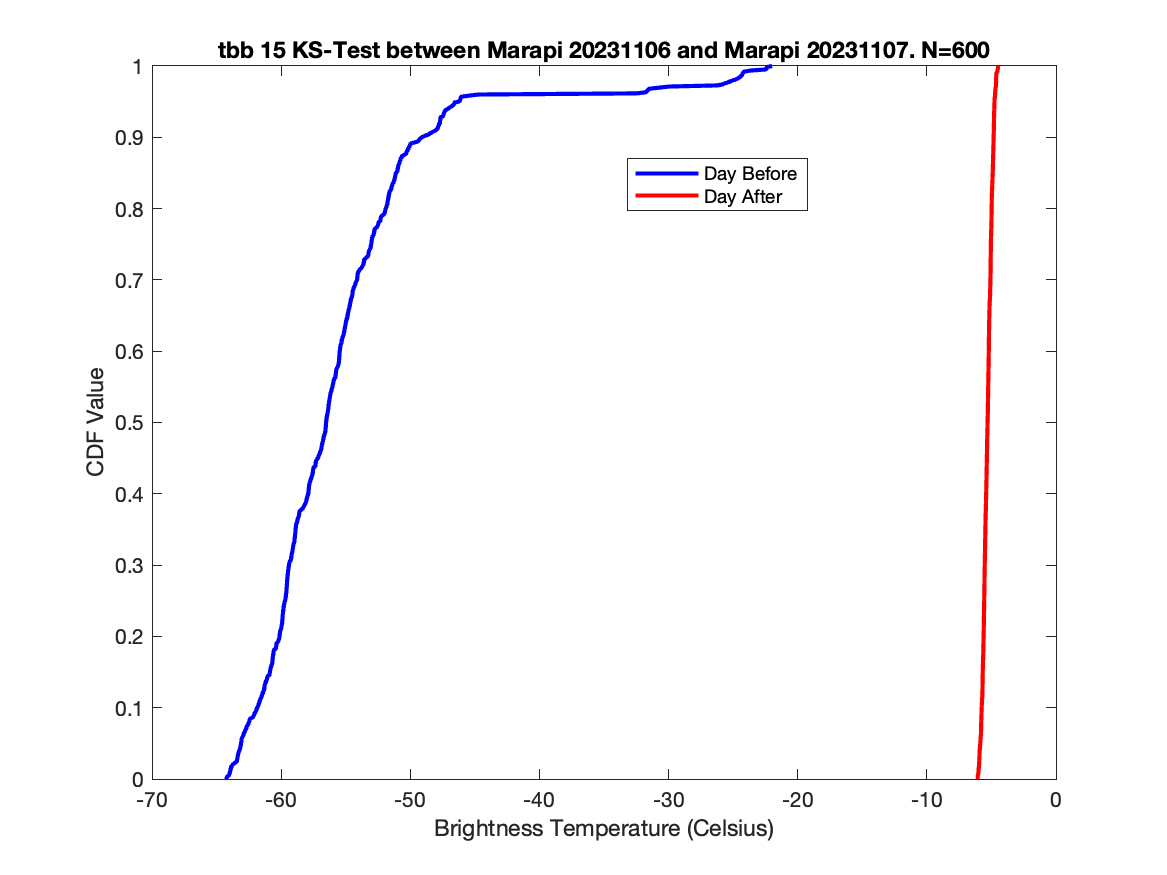 tbb 15 KS-Test between Marapi 20231106 and Marapi 20231107. N=600
1
0.9
0.8
0.7
0.6
0.5
0.4
0.3
0.2
0.1
0
CDF Value
Day Before
Day After
-70 -60 -50 -40 -30 -20 -10 0
Brightness Temperature (Celsius)